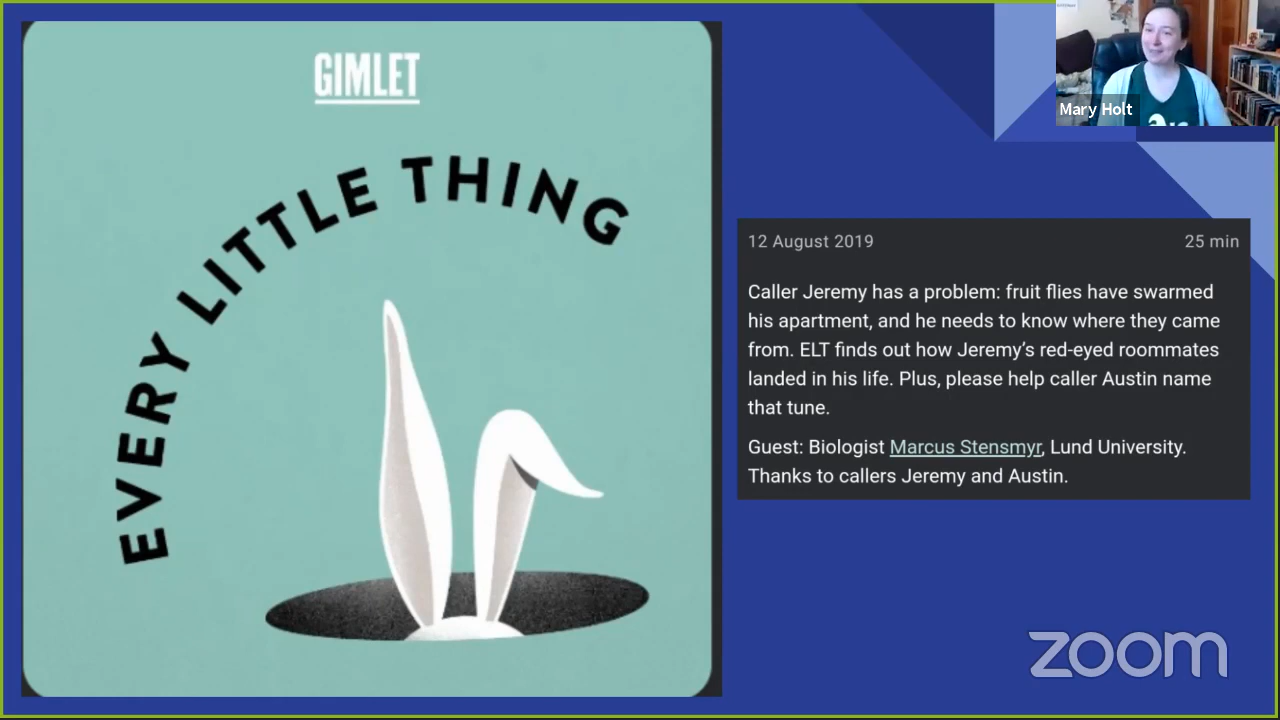 GIMLET
EVERY LITTLE THING
Mary Holt
12 August 2019
25 min
Caller Jeremy has a problem: fruit flies have swarmed
his apartment, and he needs to know where they came
from. ELT finds out how Jeremy’s red-eyed roommates
landed in his life. Plus, please help caller Austin name
that tune.
Guest: Biologist Marcus Stensmyr, Lund University.
Thanks to callers Jeremy and Austin.
zoom